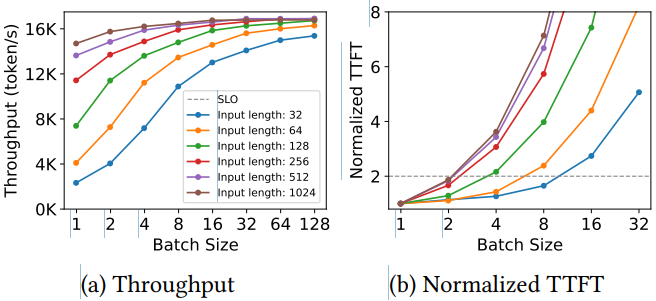 16K
12K
8K
4K
0K
Throughput (token/s)
SLO
Input length: 32
Input length: 64
Input length: 128
Input length: 256
Input length: 512
Input length: 1024
1 2 4 8 16 32 64 128
Batch Size
(a) Throughput
8
6
4
2
Normalized TTFT
1 2 4 8 16 32
Batch Size
(b) Normalized TTFT